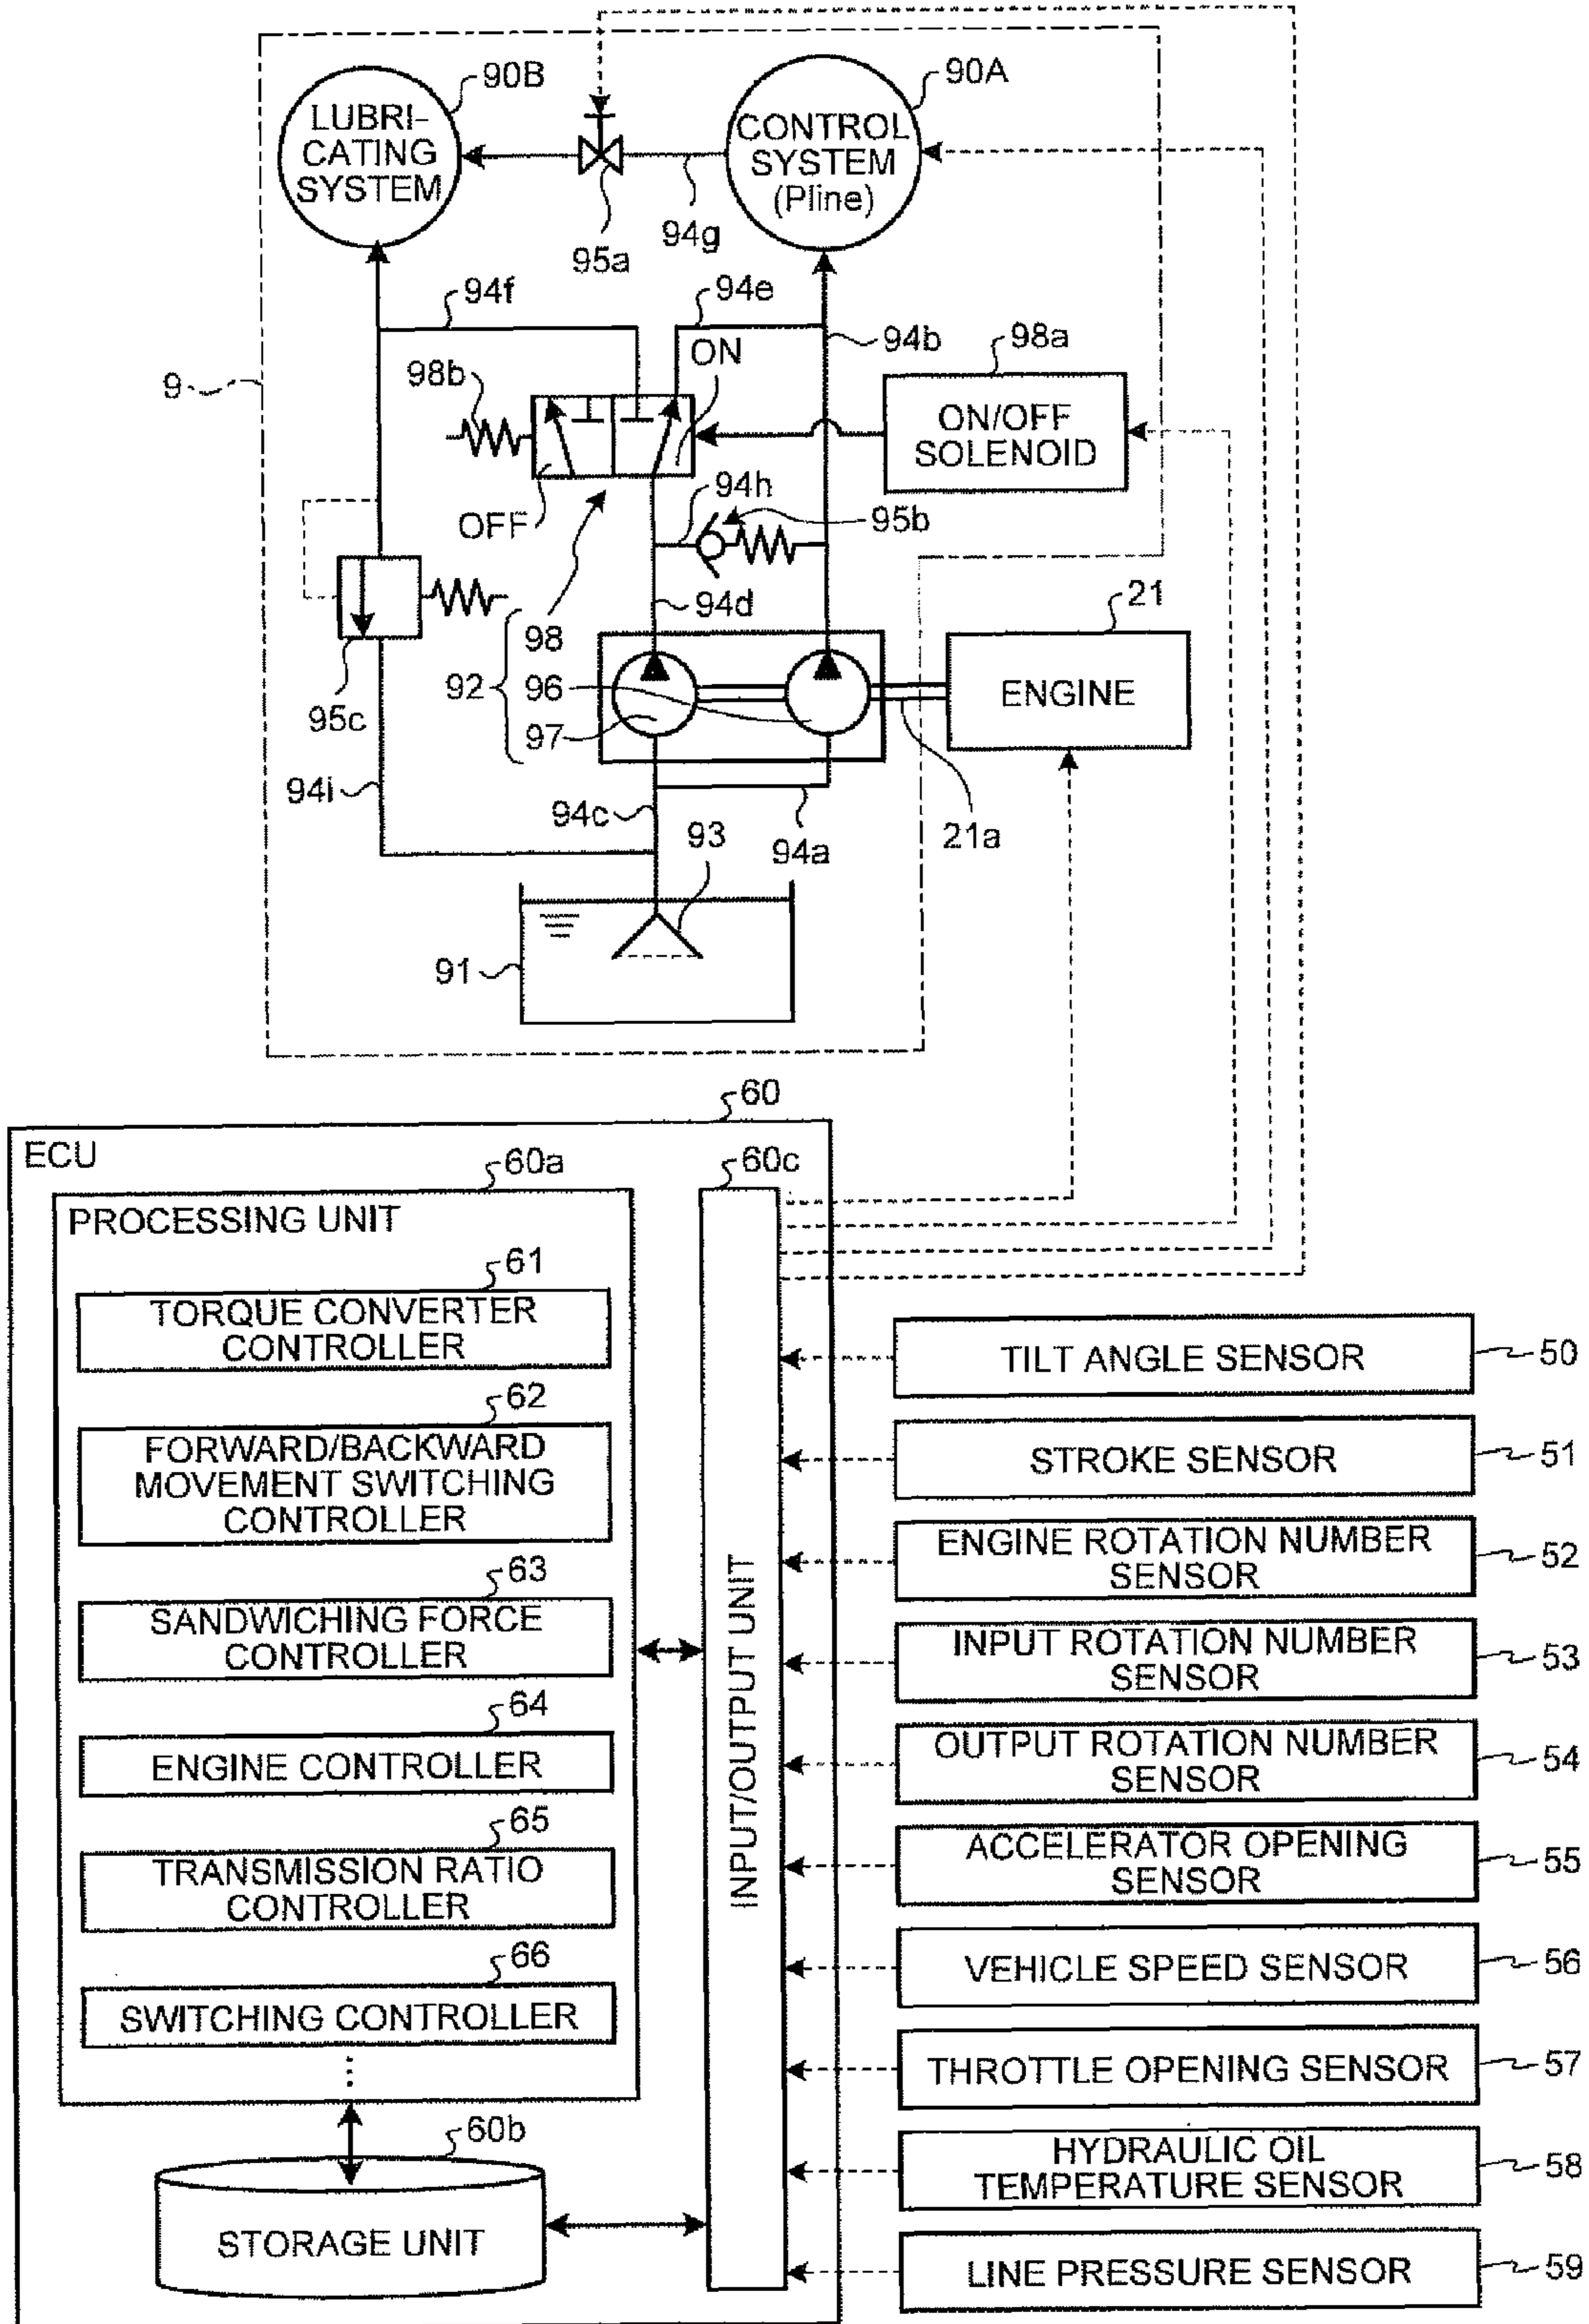 90B
LUBRI-
CATING
SYSTEM
90A
CONTROL
SYSTEM
(Pline)
95a
94g
94f
94e
94b
98a
9
98b
ON
ON/OFF
SOLENOID
OFF
94h
95b
94d
21
98
92
96
97
ENGINE
95c
94i
94c
93
94a
21a
91
60
ECU
60a
60c
PROCESSING UNIT
61
TORQUE CONVERTER
CONTROLLER
62
FORWARD/BACKWARD
MOVEMENT SWITCHING
CONTROLLER
63
SANDWICHING FORCE
CONTROLLER
64
ENGINE CONTROLLER
65
TRANSMISSION RATIO
CONTROLLER
66
SWITCHING CONTROLLER
60b
STORAGE UNIT
INPUT/OUTPUT UNIT
TILT ANGLE SENSOR
50
STROKE SENSOR
51
ENGINE ROTATION NUMBER
SENSOR
52
INPUT ROTATION NUMBER
SENSOR
53
OUTPUT ROTATION NUMBER
SENSOR
54
ACCELERATOR OPENING
SENSOR
55
VEHICLE SPEED SENSOR
56
THROTTLE OPENING SENSOR
57
HYDRAULIC OIL
TEMPERATURE SENSOR
58
LINE PRESSURE SENSOR
59